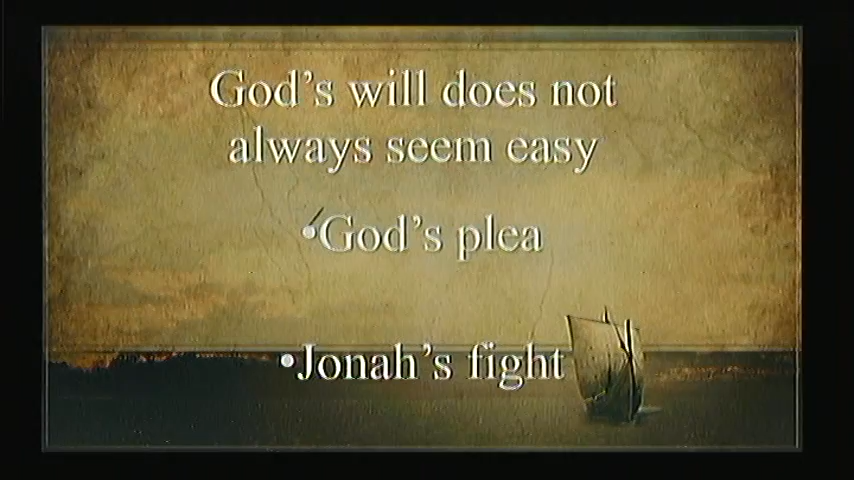 God's will does not
always seem easy
•God's plea
•Jonah's fight